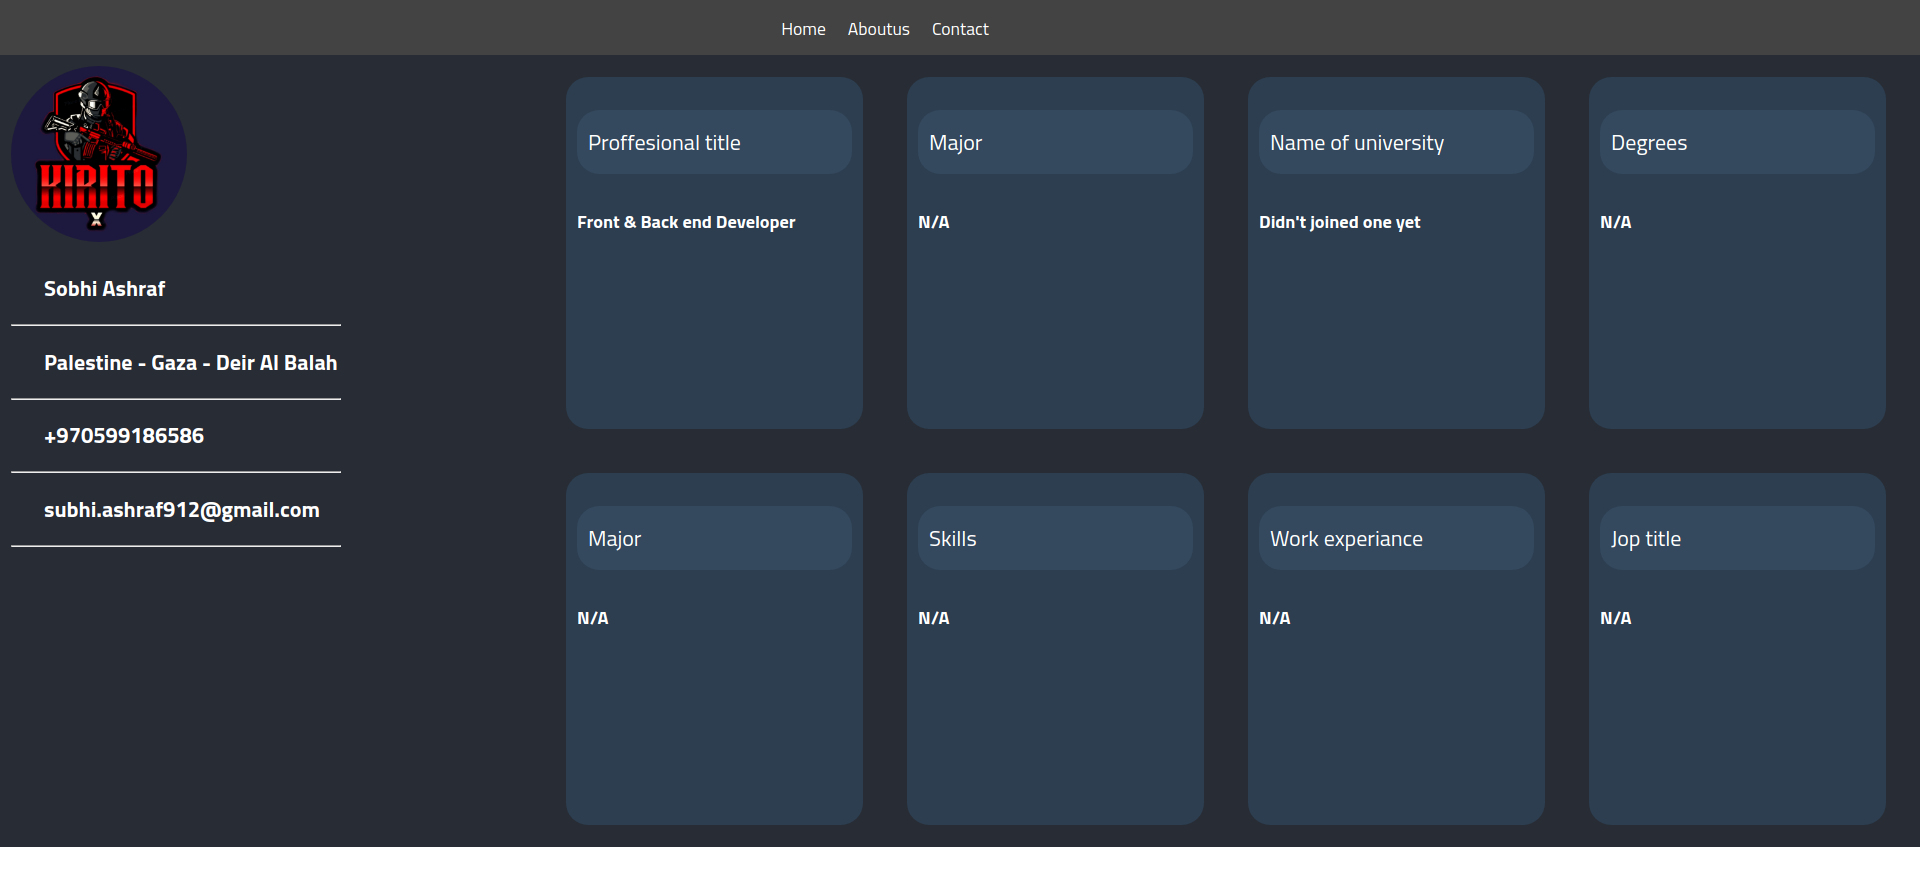 Home Aboutus Contact
KIRITO
X
Sobhi Ashraf
Palestine - Gaza - Deir Al Balah
+970599186586
subhi.ashraf912@gmail.com
Proffesional title
Front & Back end Developer
Major
N/A
Name of university
Didn't joined one yet
Degrees
N/A
Major
N/A
Skills
N/A
Work experiance
N/A
Jop title
N/A